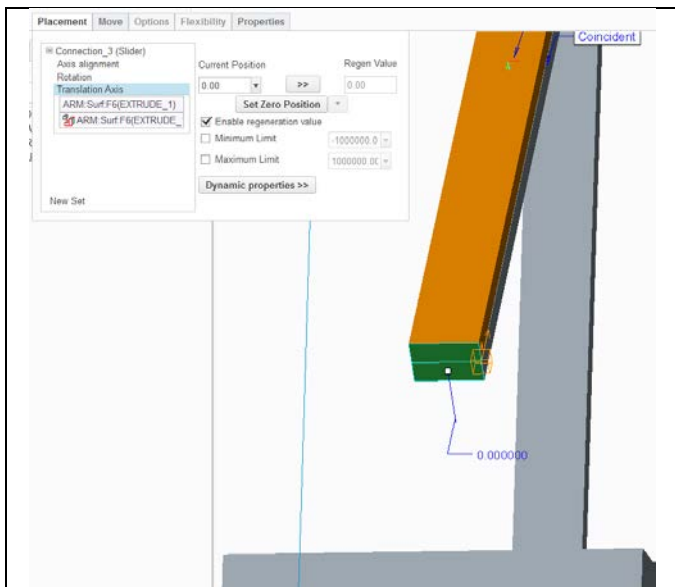 Placement Move Options Flexibility Properties
Connection_3 (Slider)
Axis alignment
Rotation
Translation Axis
ARM:Surf:F6(EXTRUDE_1)
ARM:Surf:F6(EXTRUDE_
New Set
Current Position Regen Value
0.00 >> 0.00
Set Zero Position
Enable regeneration value
Minimum Limit -1000000.0
Maximum Limit 1000000.00
Dynamic properties >>
Coincident
0.000000